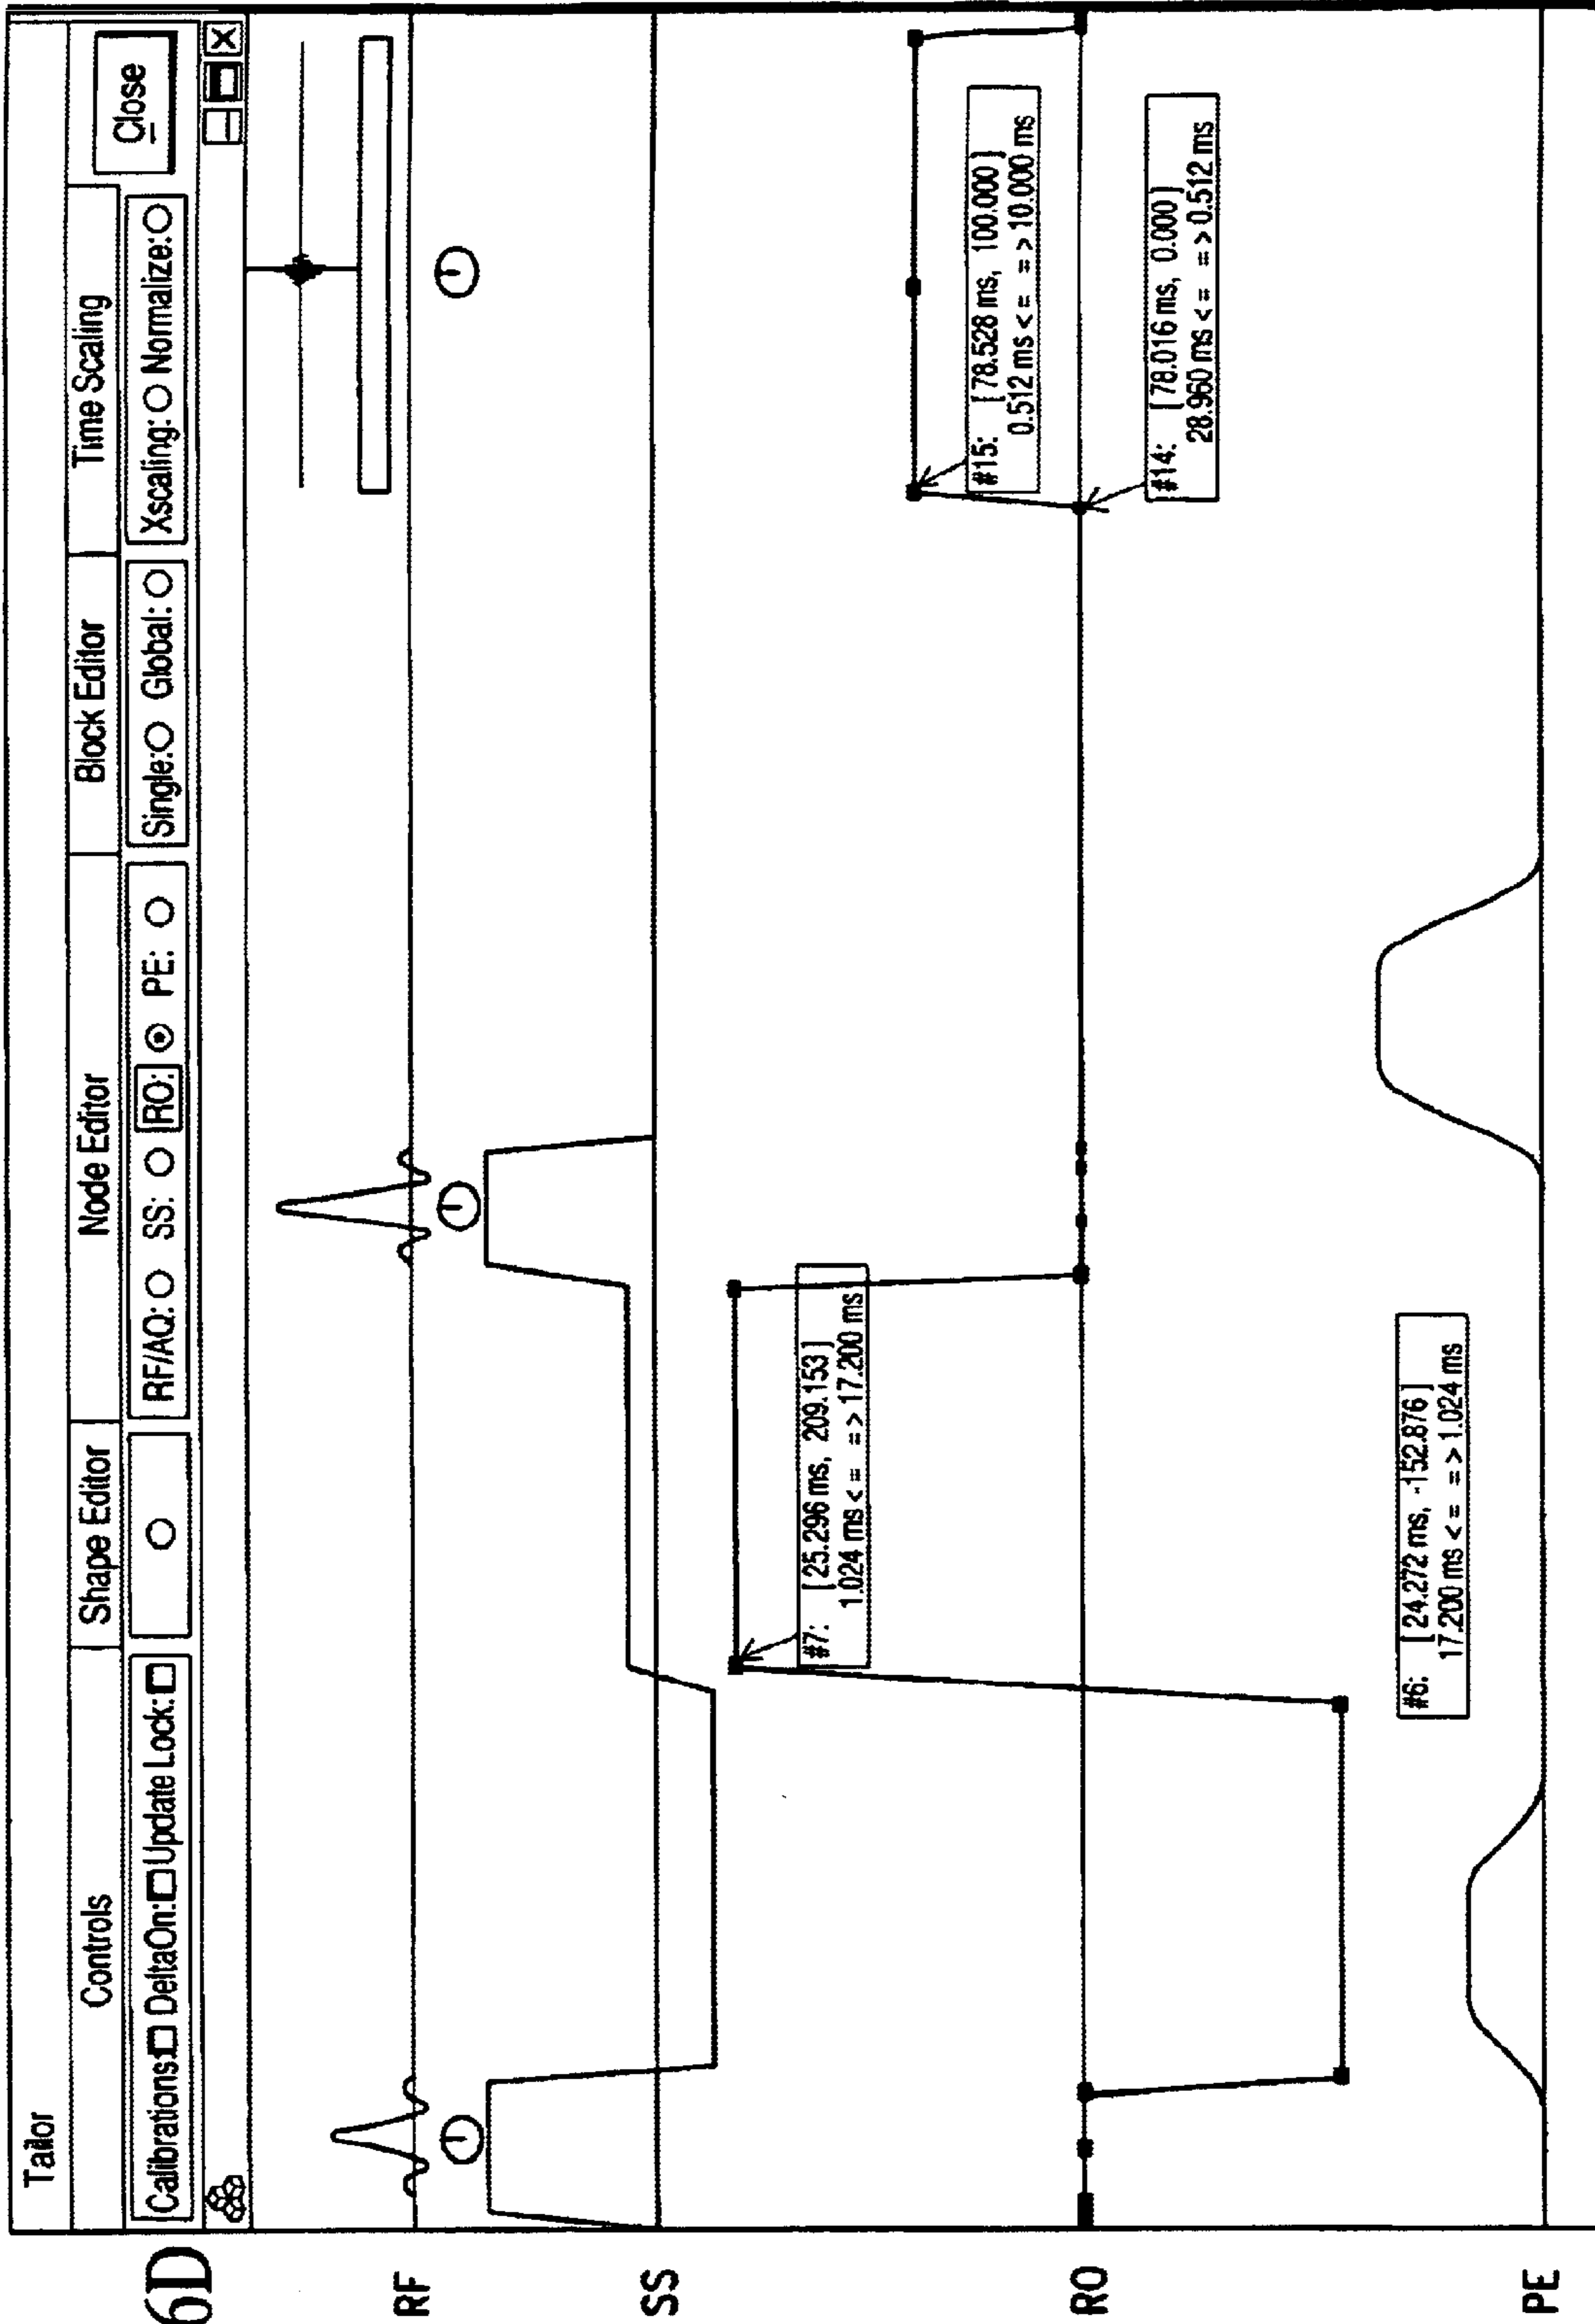 6D
Tailor
Controls Shape Editor Node Editor Block Editor Time Scaling
Calibrations: DeltaOn: Update Lock: RF/AQ: SS: RO: PE: Single: Global: Xscaling: Normalize: Close
RF
SS
#7: [25.296 ms, 209.153]
1.024 ms <= => 17.200 ms
#15: [78.528 ms, 100.000]
0.512 ms <= => 10.000 ms
RO
#14: [78.016 ms, 0.000]
28.960 ms <= => 0.512 ms
#6: [24.272 ms, -152.876]
17.200 ms <= => 1.024 ms
PE